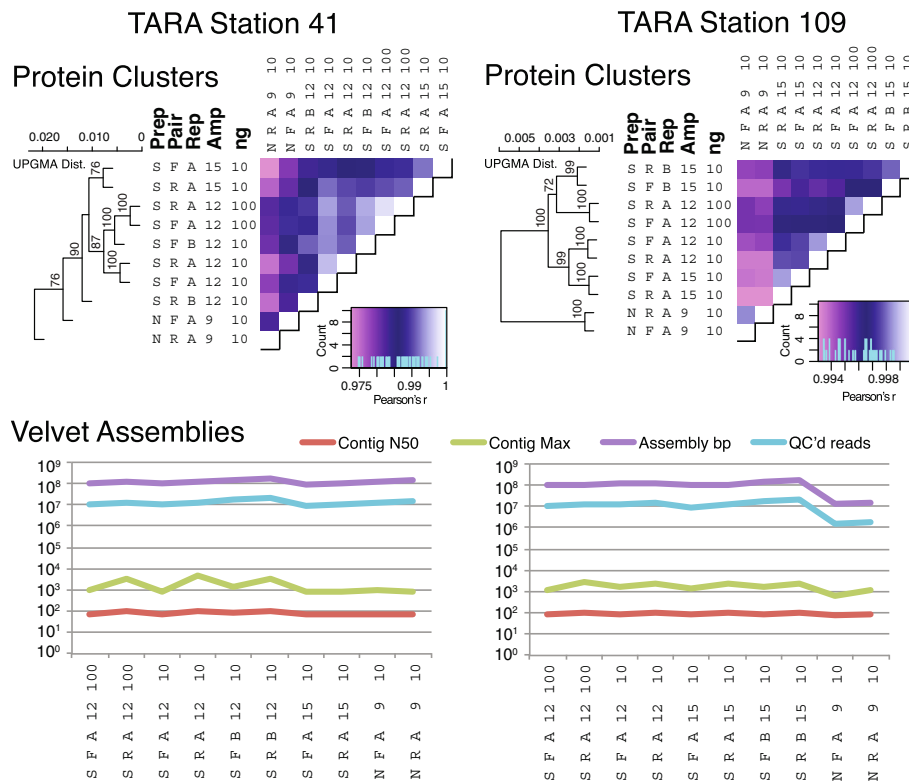 TARA Station 41
TARA Station 109
Protein Clusters
N R A 9 10
N F A 9 10
S R B 12 10
S F A 12 10
S R A 12 10
S F B 12 10
S F A 12 100
S R A 12 100
S R A 15 10
S F A 15 10
0.020 0.010 0
UPGMA Dist.
Prep Pair Rep Amp ng
S F A 15 10
S R A 15 10
S R A 12 100
S F A 12 100
S F B 12 10
S R A 12 10
S F A 12 10
S R B 12 10
N F A 9 10
N R A 9 10
76
100
100
87
90
100
76
Count
0 4 8
0.975 0.99 1
Pearson's r
Protein Clusters
N F A 9 10
N R A 9 10
S R A 15 10
S F A 15 10
S R A 12 10
S F A 12 10
S F A 12 100
S R A 12 100
S F B 15 10
S R B 15 10
0.005 0.003 0.001
UPGMA Dist.
Prep Pair Rep Amp ng
S R B 15 10
S F B 15 10
S R A 12 100
S F A 12 100
S F A 12 10
S R A 12 10
S F A 15 10
S R A 15 10
N R A 9 10
N F A 9 10
99
72
100
100
100
99
100
100
Count
0 4 8
0.994 0.998
Pearson's r
Velvet Assemblies
Contig N50 Contig Max Assembly bp QC'd reads
10⁹
10⁸
10⁷
10⁶
10⁵
10⁴
10³
10²
10¹
10⁰
S F A 12 100
S R A 12 100
S F A 12 10
S R A 12 10
S F B 12 10
S R B 12 10
S F A 15 10
S R A 15 10
N F A 9 10
N R A 9 10
10⁹
10⁸
10⁷
10⁶
10⁵
10⁴
10³
10²
10¹
10⁰
S F A 12 100
S R A 12 100
S F A 12 10
S R A 12 10
S F A 15 10
S R A 15 10
S F B 15 10
S R B 15 10
N F A 9 10
N R A 9 10